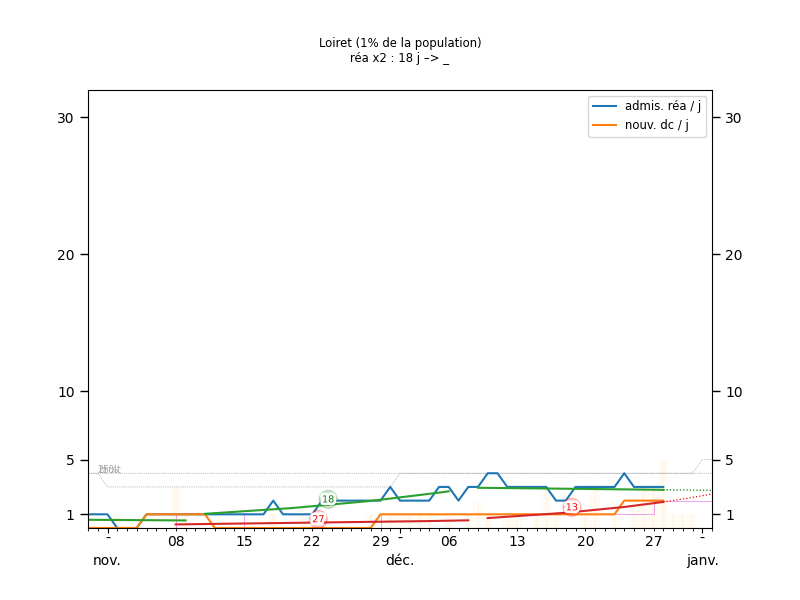 Loiret (1% de la population)
réa x2 : 18 j –> _
admis. réa / j
nouv. dc / j
30 30
20 20
10 10
5 5
1 1
18
27
13
- 08 15 22 29 - 06 13 20 27 -
nov. déc. janv.